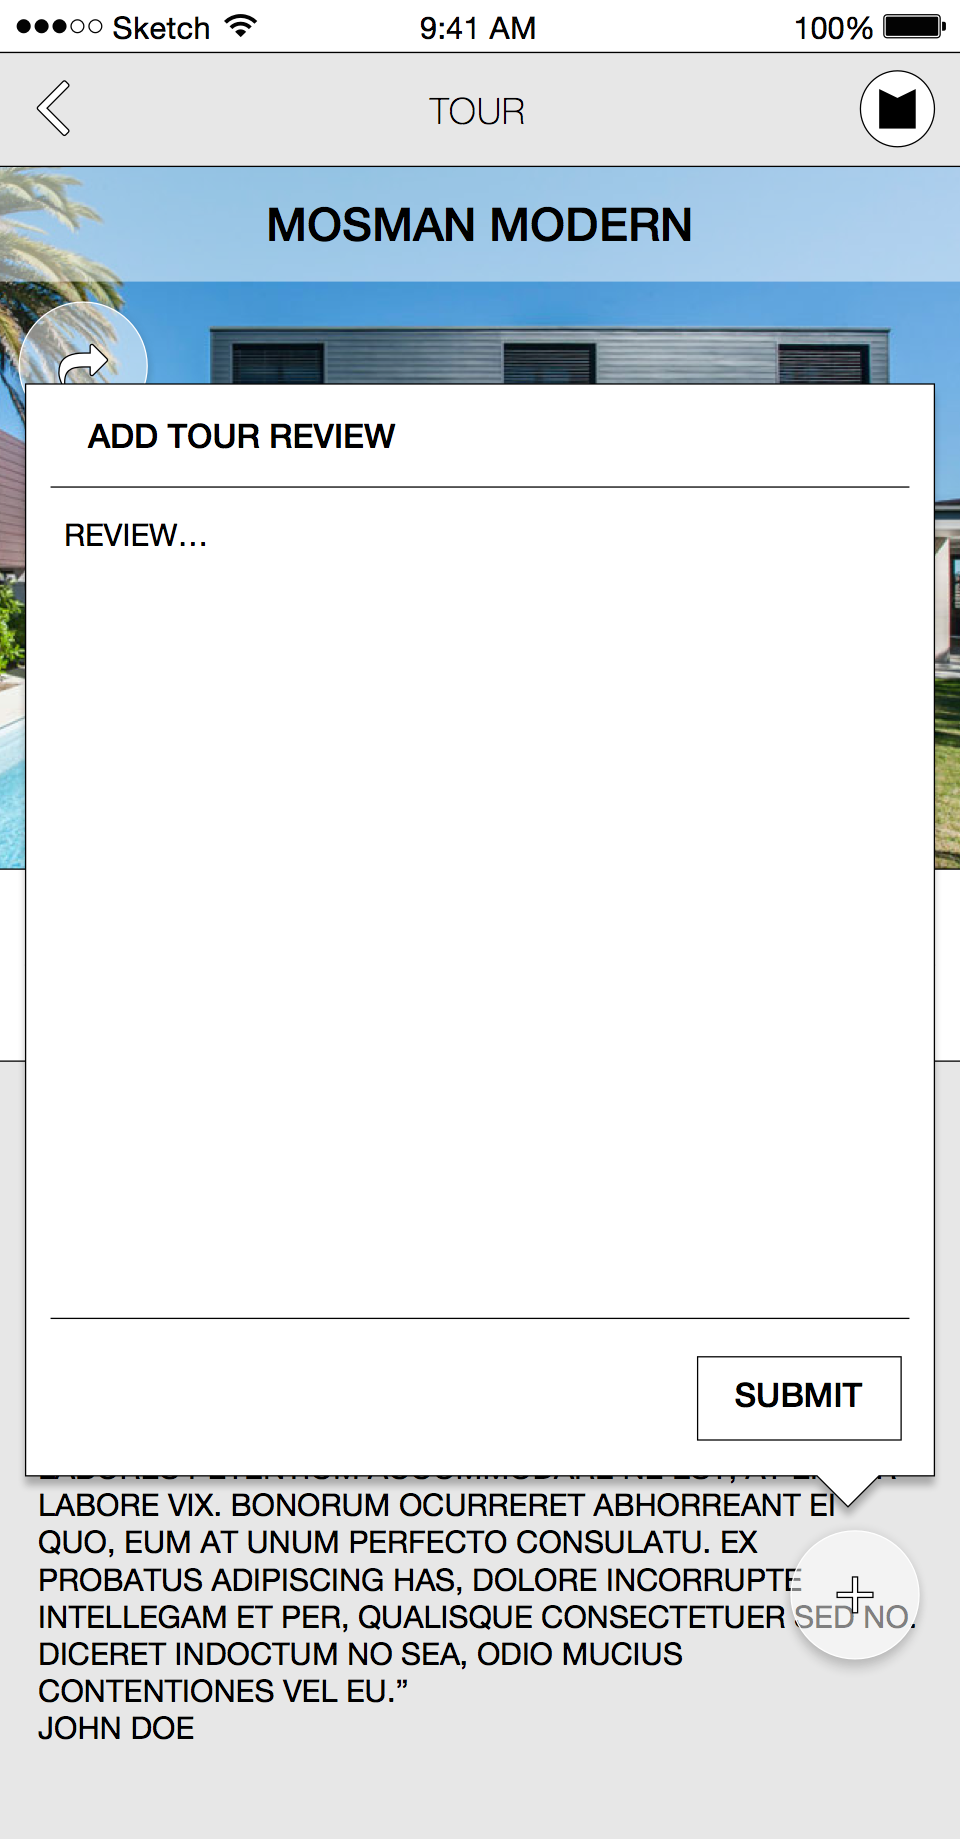 Sketch 9:41 AM 100%
TOUR
MOSMAN MODERN
ADD TOUR REVIEW
REVIEW...
SUBMIT
LABORE VIX. BONORUM OCURRERET ABHORREANT EI
QUO, EUM AT UNUM PERFECTO CONSULATU. EX
PROBATUS ADIPISCING HAS, DOLORE INCORRUPTE
INTELLEGAM ET PER, QUALISQUE CONSECTETUER SED NO.
DICERET INDOCTUM NO SEA, ODIO MUCIUS
CONTENTIONES VEL EU.”
JOHN DOE